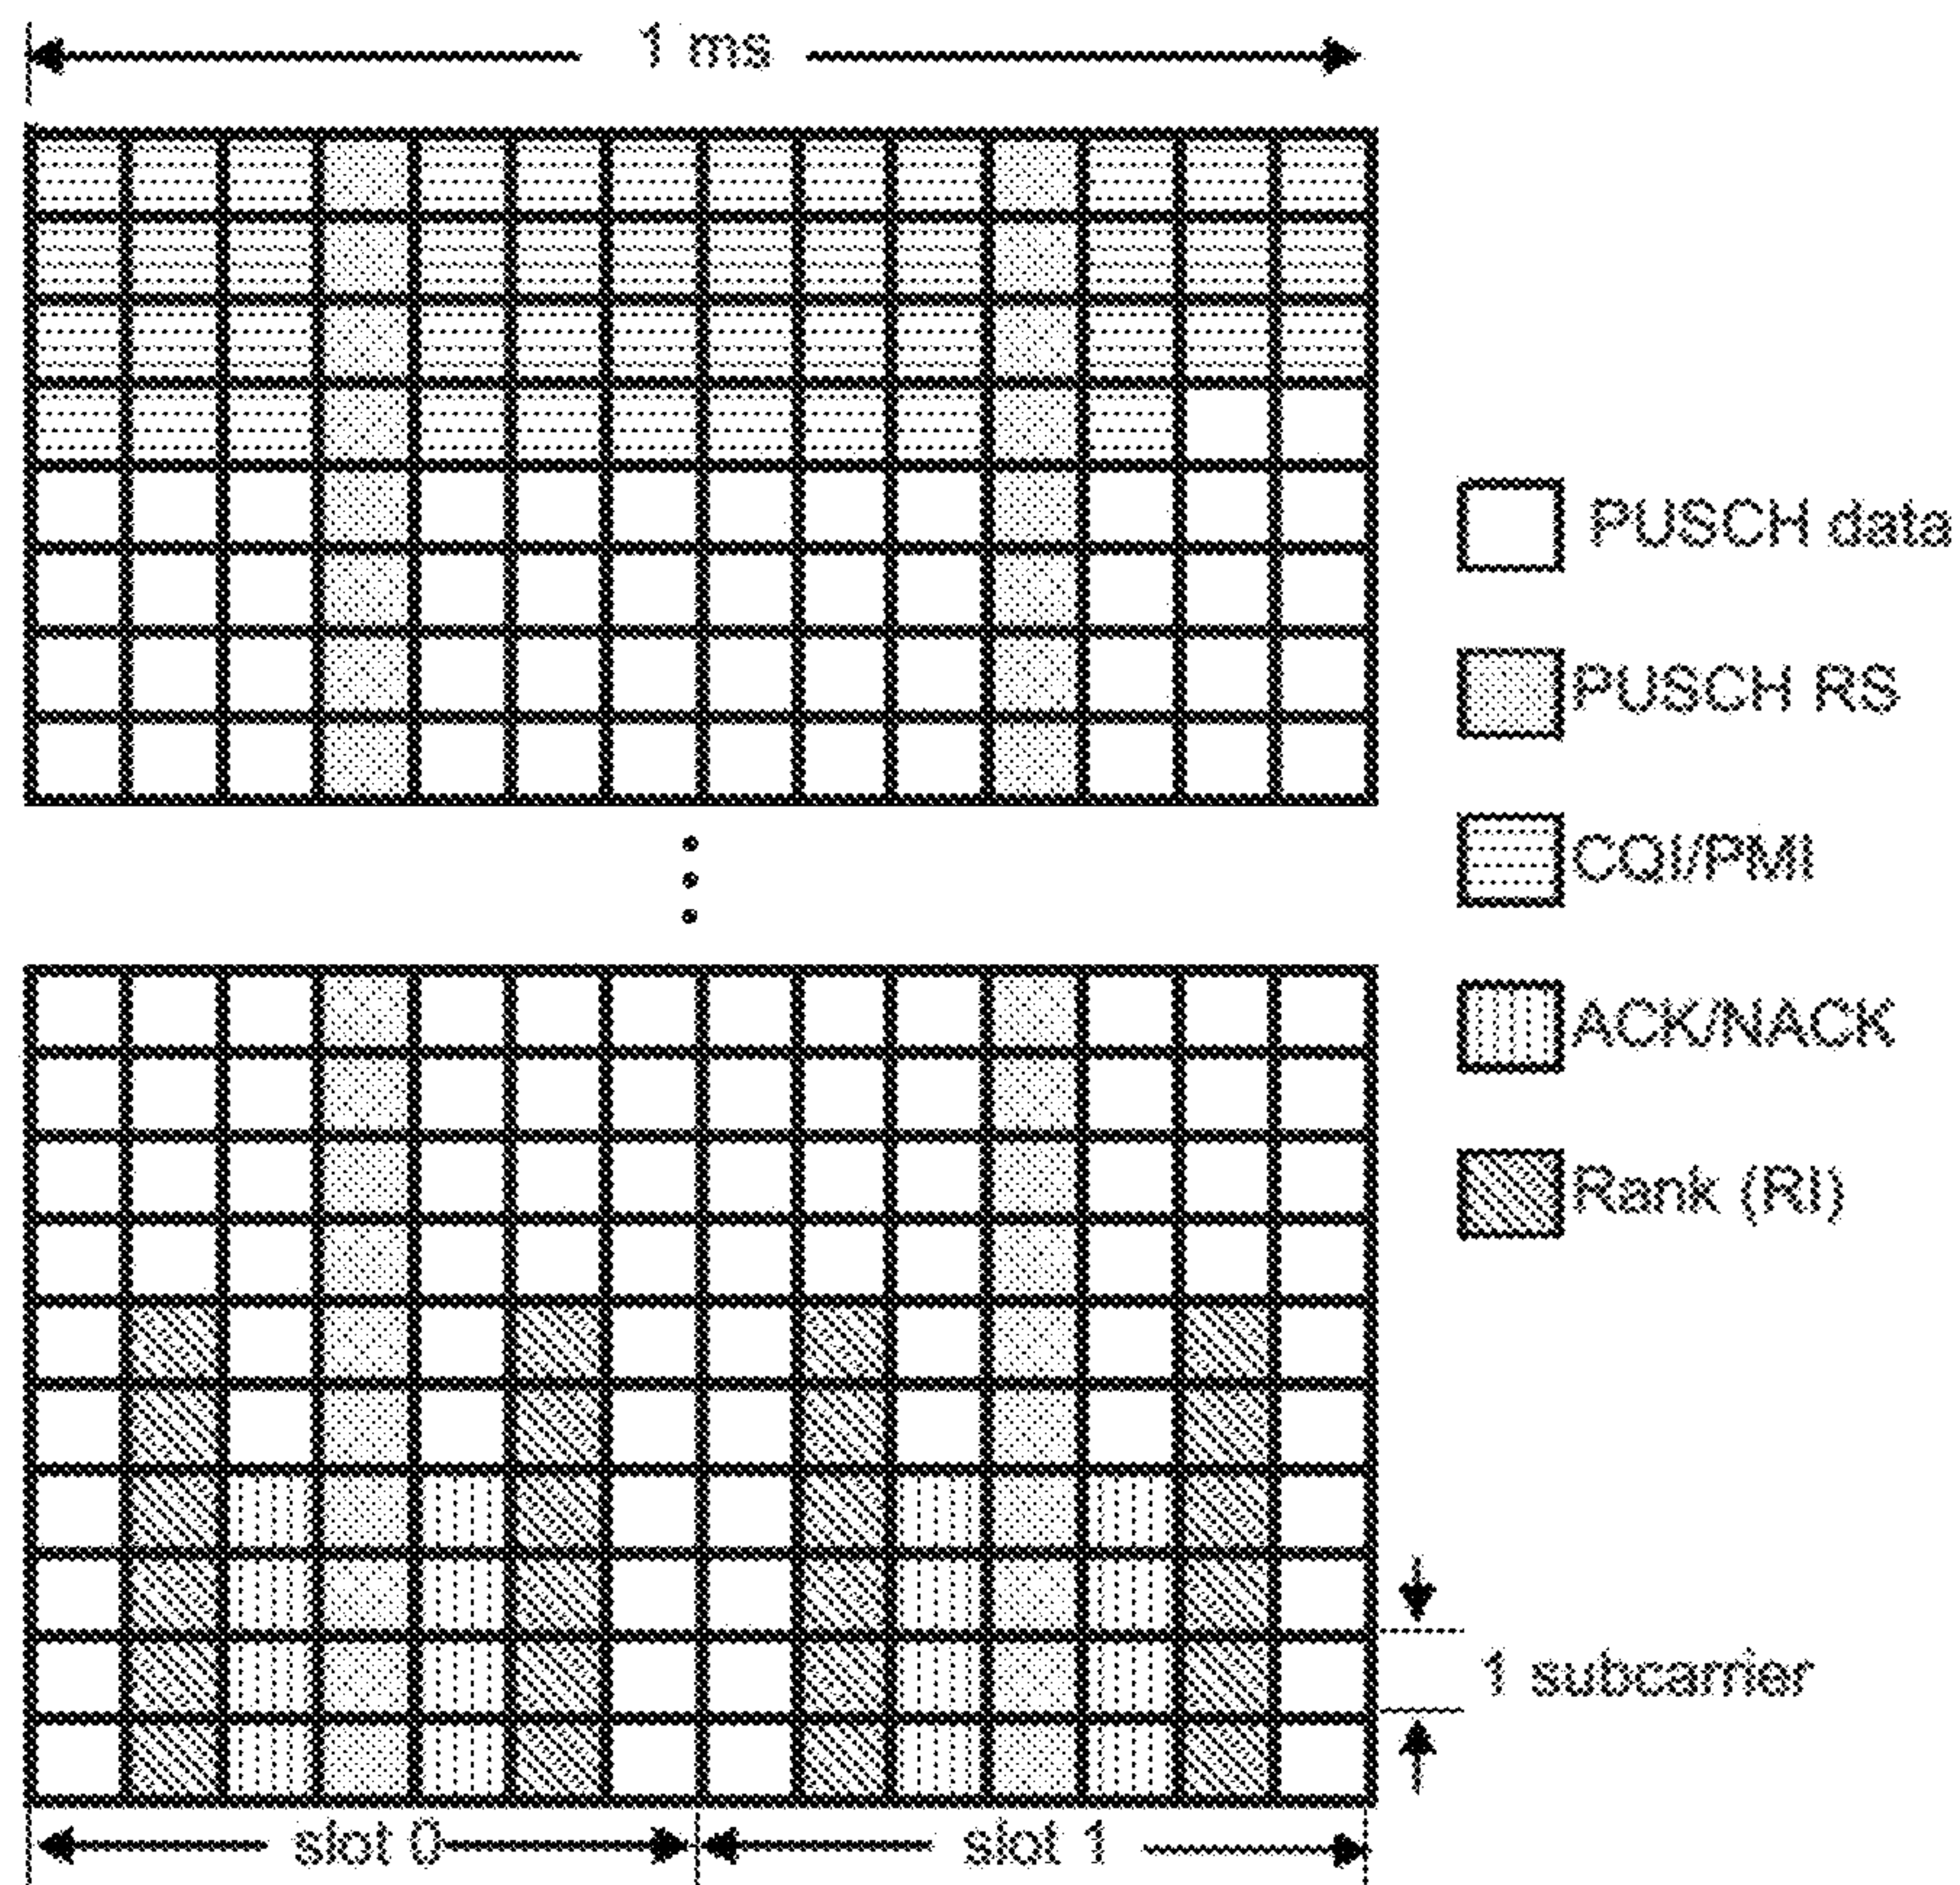 1 ms
PUSCH data
PUSCH RS
CQI/PMI
ACK/NACK
Rank (RI)
1 subcarrier
slot 0
slot 1